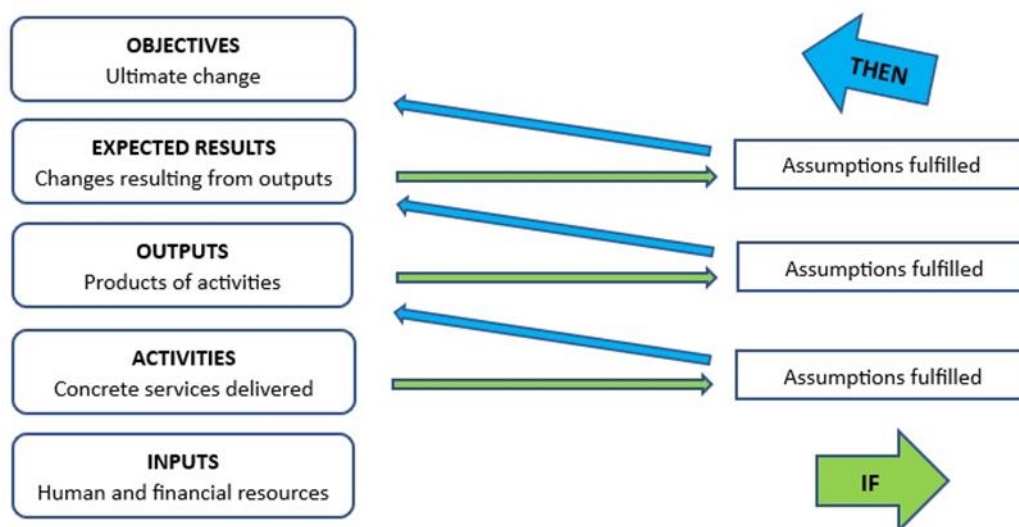 OBJECTIVES
Ultimate change
THEN
EXPECTED RESULTS
Changes resulting from outputs
Assumptions fulfilled
OUTPUTS
Products of activities
Assumptions fulfilled
ACTIVITIES
Concrete services delivered
Assumptions fulfilled
INPUTS
Human and financial resources
IF